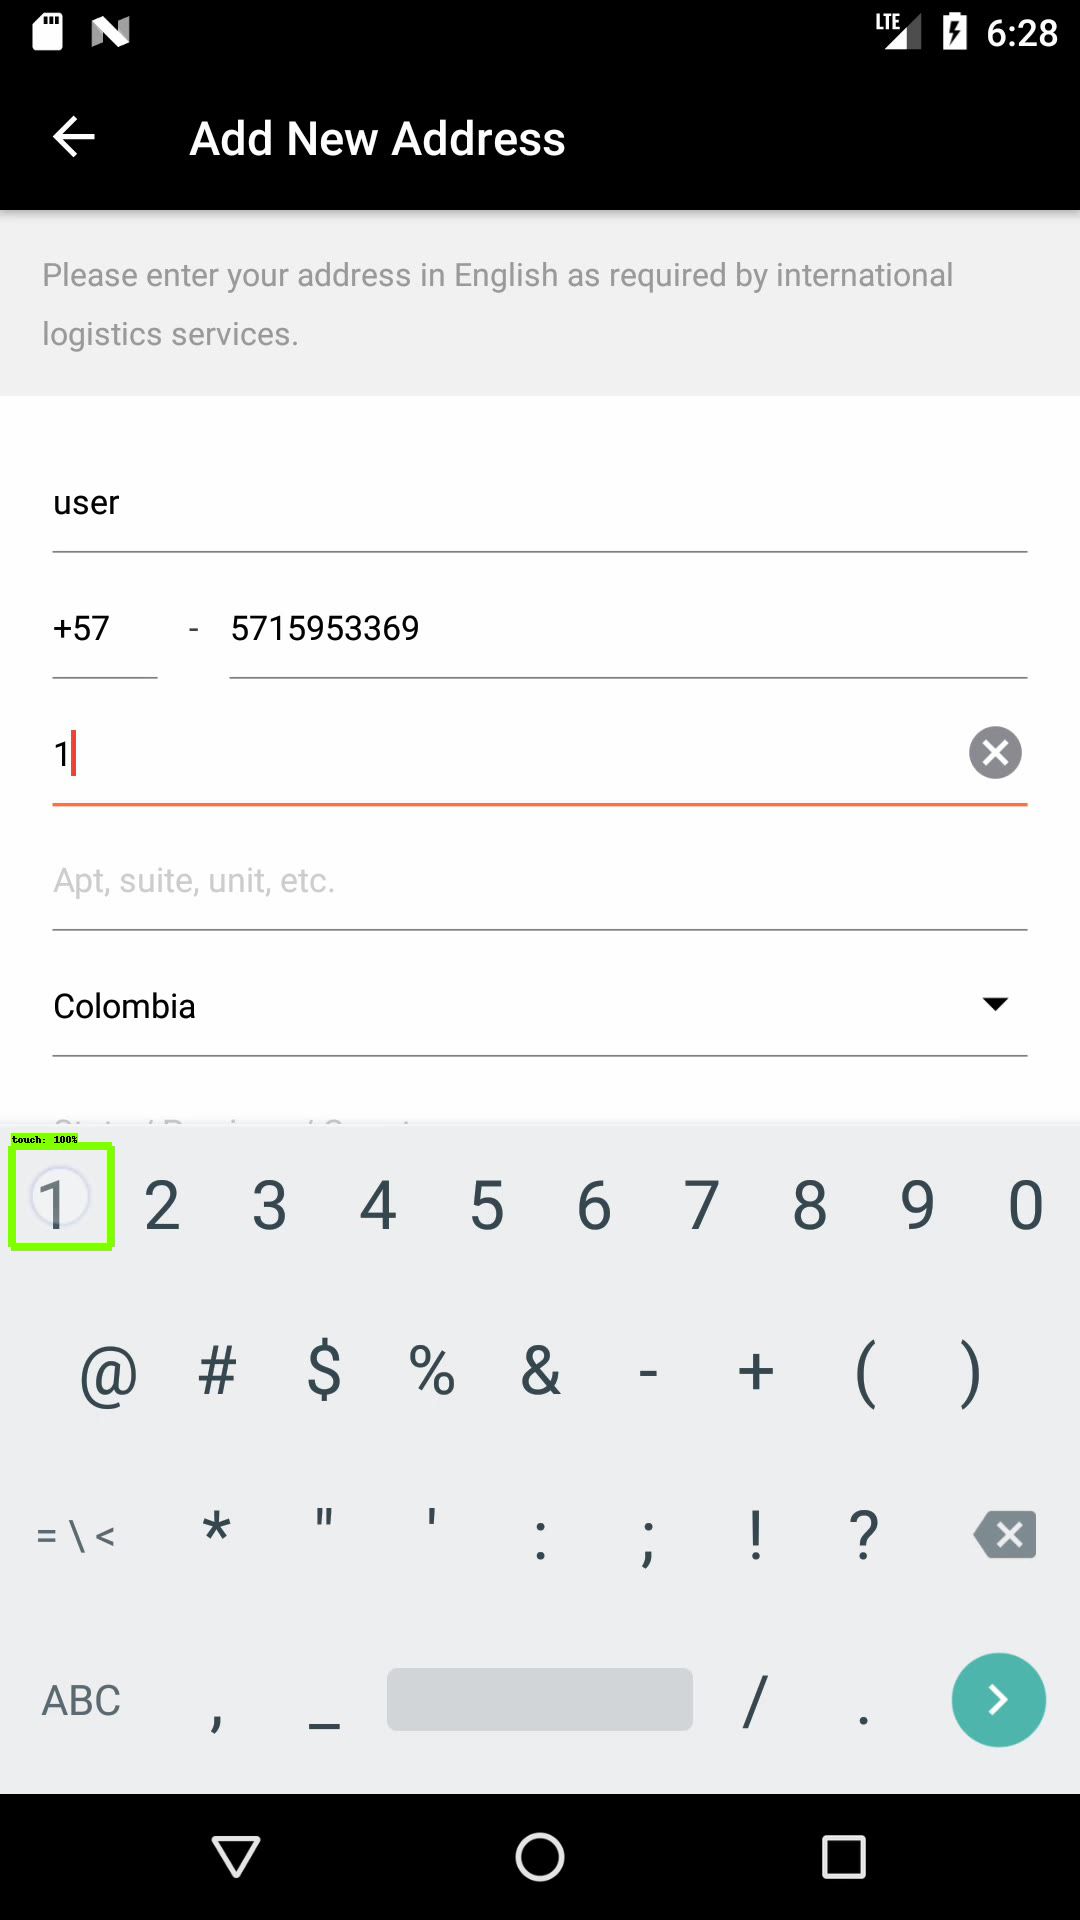 LTE 6:28
Add New Address
Please enter your address in English as required by international
logistics services.
user
+57 - 5715953369
1
Apt, suite, unit, etc.
Colombia
touch: 100%
1 2 3 4 5 6 7 8 9 0
@ # $ % & - + ( )
= \ < * " ' : ; ! ?
ABC , _ / .